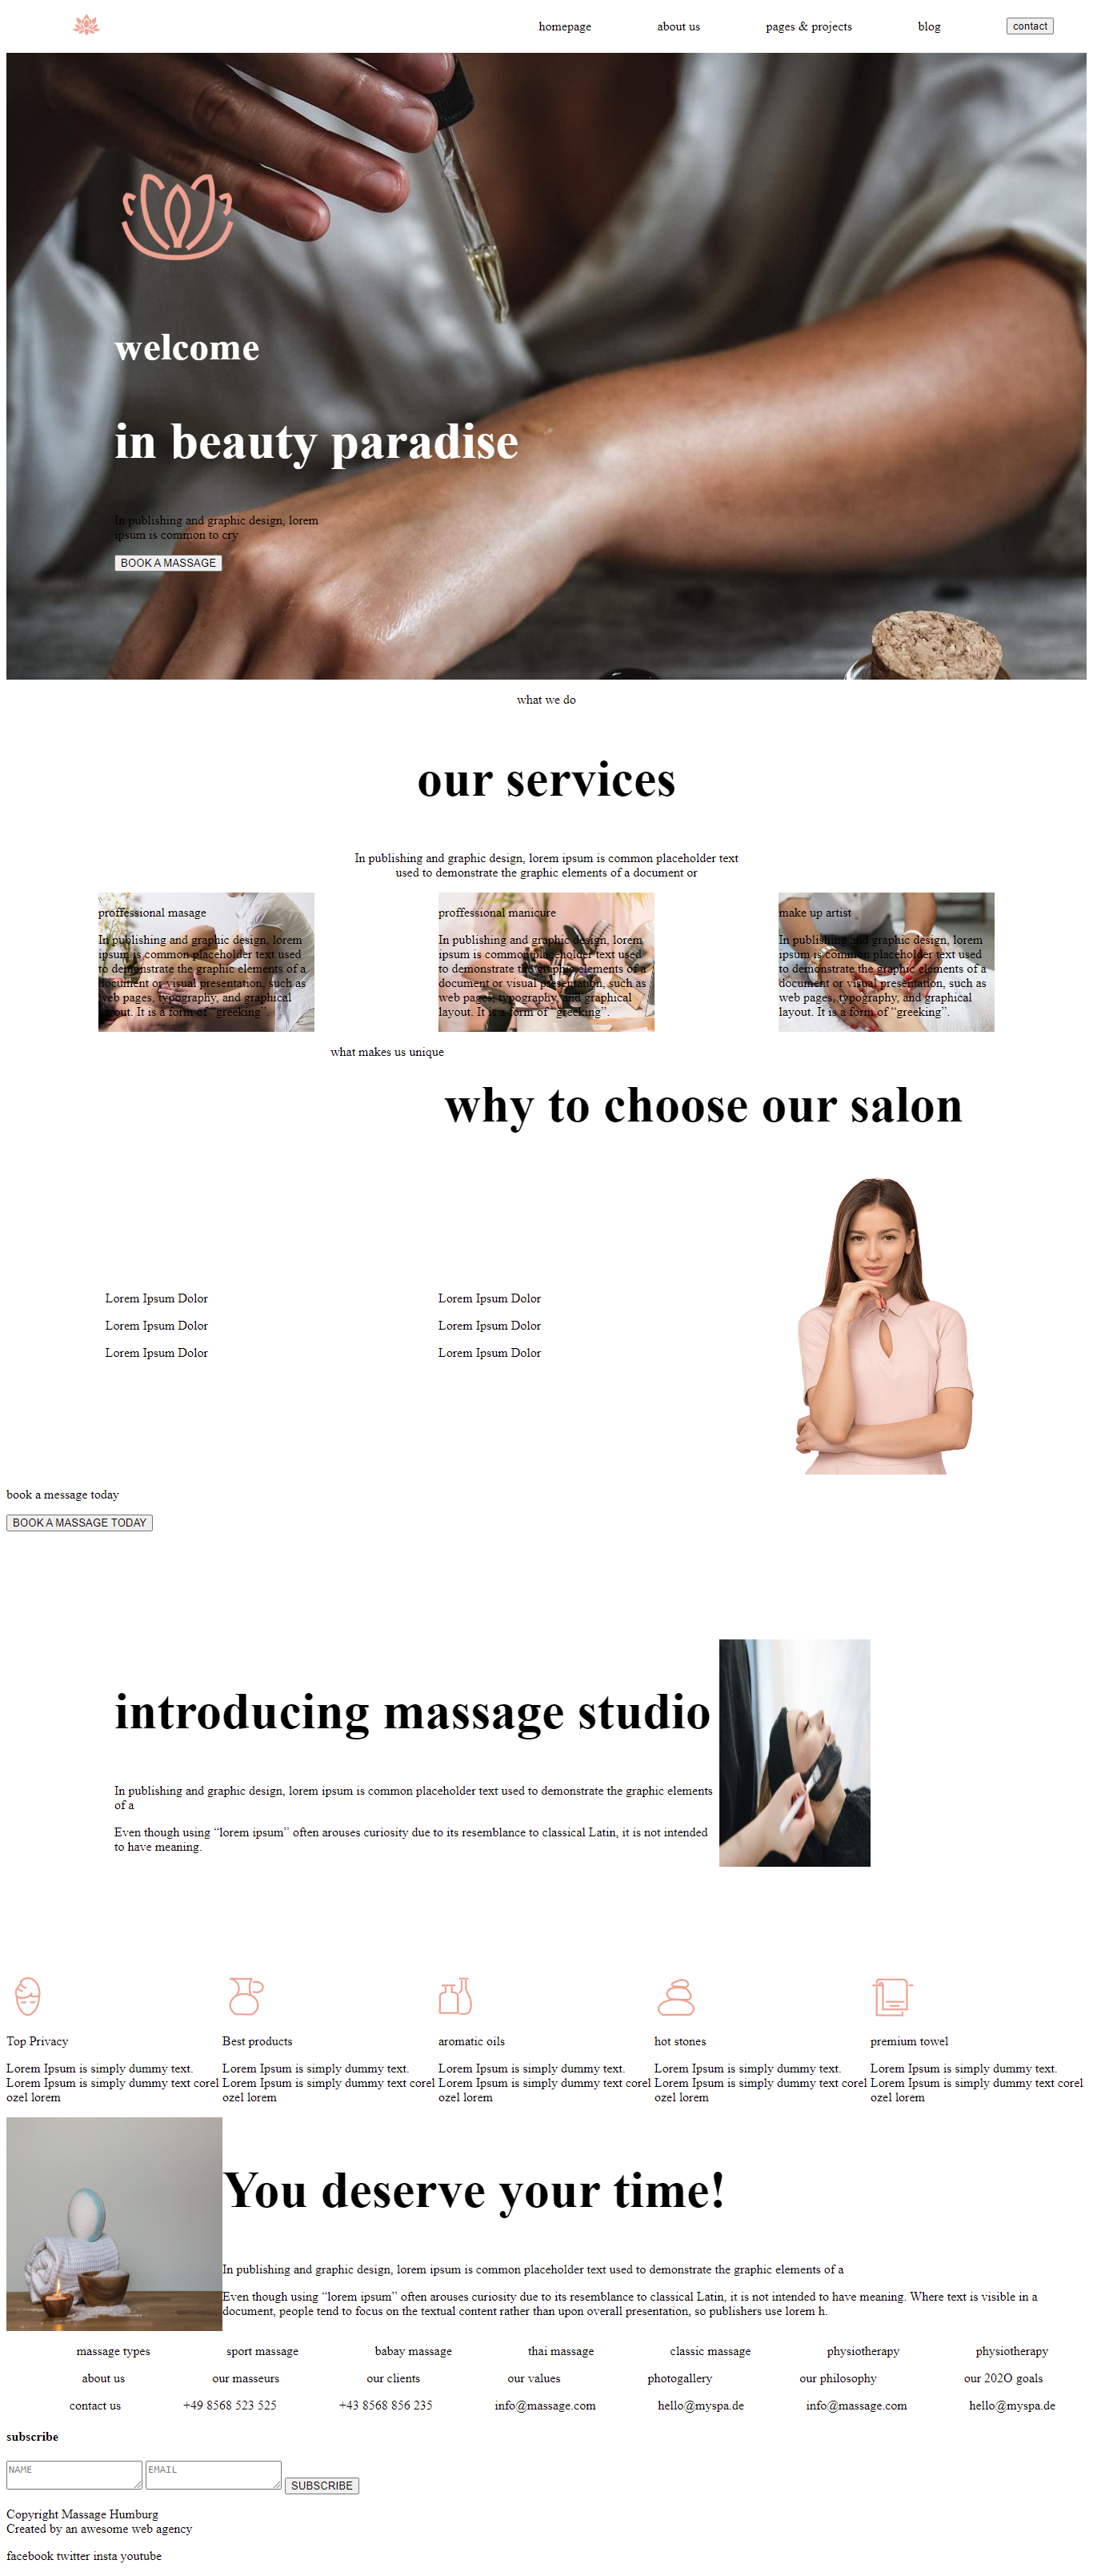 homepage about us pages & projects blog contact
welcome
in beauty paradise
In publishing and graphic design, lorem
ipsum is common to cry
BOOK A MASSAGE
what we do
our services
In publishing and graphic design, lorem ipsum is common placeholder text
used to demonstrate the graphic elements of a document or
proffessional masage
In publishing and graphic design, lorem
ipsum is common placeholder text used
to demonstrate the graphic elements of a
document or visual presentation, such as
web pages, typography, and graphical
layout. It is a form of “greeking”.
proffessional manicure
In publishing and graphic design, lorem
ipsum is common placeholder text used
to demonstrate the graphic elements of a
document or visual presentation, such as
web pages, typography, and graphical
layout. It is a form of “greeking”.
make up artist
In publishing and graphic design, lorem
ipsum is common placeholder text used
to demonstrate the graphic elements of a
document or visual presentation, such as
web pages, typography, and graphical
layout. It is a form of “greeking”.
what makes us unique
why to choose our salon
Lorem Ipsum Dolor
Lorem Ipsum Dolor
Lorem Ipsum Dolor
Lorem Ipsum Dolor
Lorem Ipsum Dolor
Lorem Ipsum Dolor
book a message today
BOOK A MASSAGE TODAY
introducing massage studio
In publishing and graphic design, lorem ipsum is common placeholder text used to demonstrate the graphic elements
of a
Even though using “lorem ipsum” often arouses curiosity due to its resemblance to classical Latin, it is not intended
to have meaning.
Top Privacy
Lorem Ipsum is simply dummy text.
Lorem Ipsum is simply dummy text corel
ozel lorem
Best products
Lorem Ipsum is simply dummy text.
Lorem Ipsum is simply dummy text corel
ozel lorem
aromatic oils
Lorem Ipsum is simply dummy text.
Lorem Ipsum is simply dummy text corel
ozel lorem
hot stones
Lorem Ipsum is simply dummy text.
Lorem Ipsum is simply dummy text corel
ozel lorem
premium towel
Lorem Ipsum is simply dummy text.
Lorem Ipsum is simply dummy text corel
ozel lorem
You deserve your time!
In publishing and graphic design, lorem ipsum is common placeholder text used to demonstrate the graphic elements of a
Even though using “lorem ipsum” often arouses curiosity due to its resemblance to classical Latin, it is not intended to have meaning. Where text is visible in a
document, people tend to focus on the textual content rather than upon overall presentation, so publishers use lorem h.
massage types sport massage babay massage thai massage classic massage physiotherapy physiotherapy
about us our masseurs our clients our values photogallery our philosophy our 202O goals
contact us +49 8568 523 525 +43 8568 856 235 info@massage.com hello@myspa.de info@massage.com hello@myspa.de
subscribe
NAME EMAIL SUBSCRIBE
Copyright Massage Humburg
Created by an awesome web agency
facebook twitter insta youtube